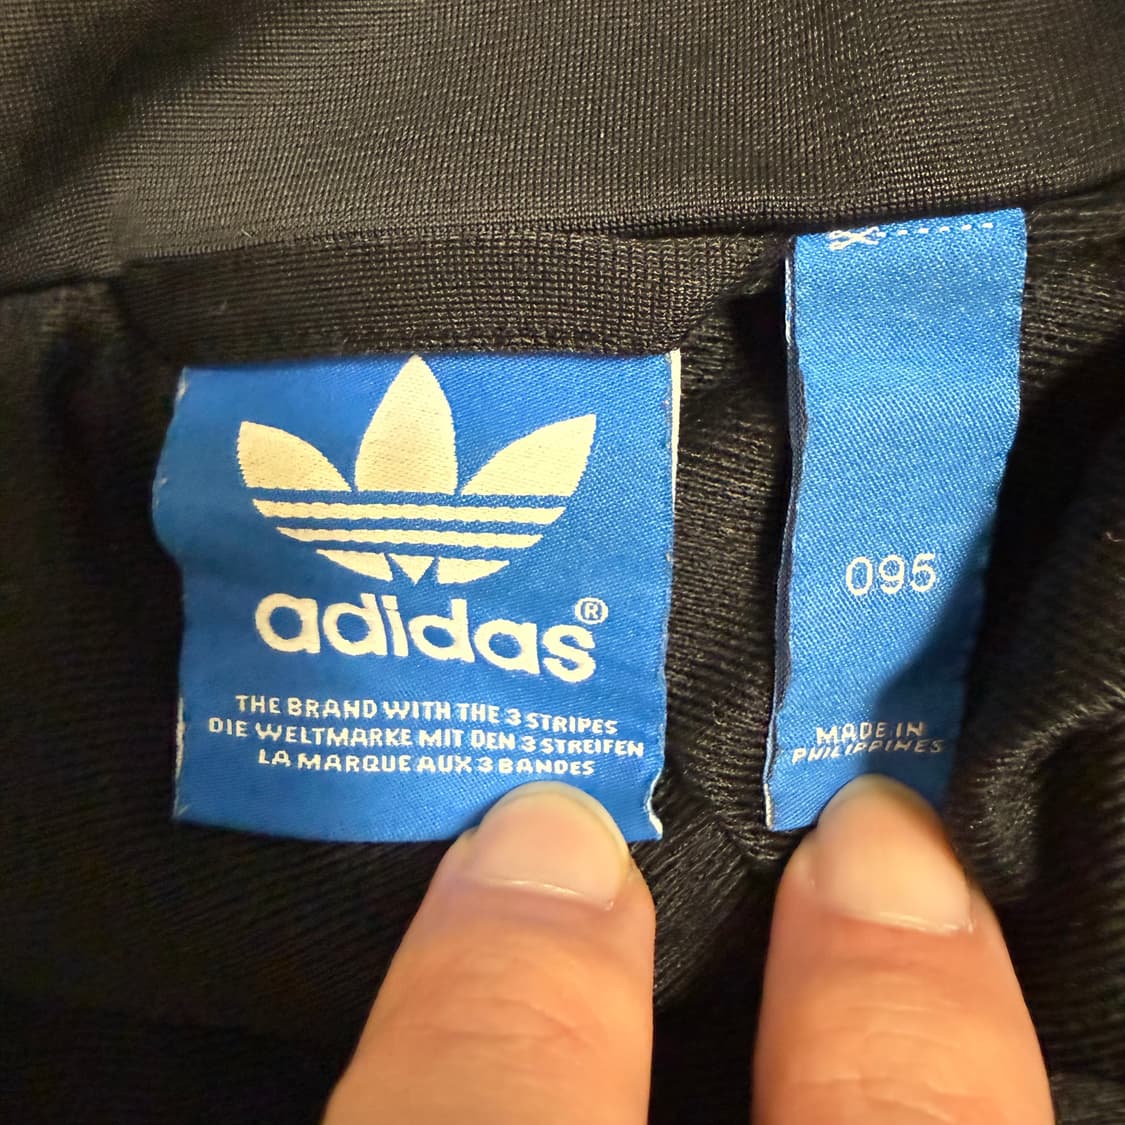 adidas®
THE BRAND WITH THE 3 STRIPES
DIE WELTMARKE MIT DEN 3 STREIFEN
LA MARQUE AUX 3 BANDES
095
MADE IN
PHILIPPINES